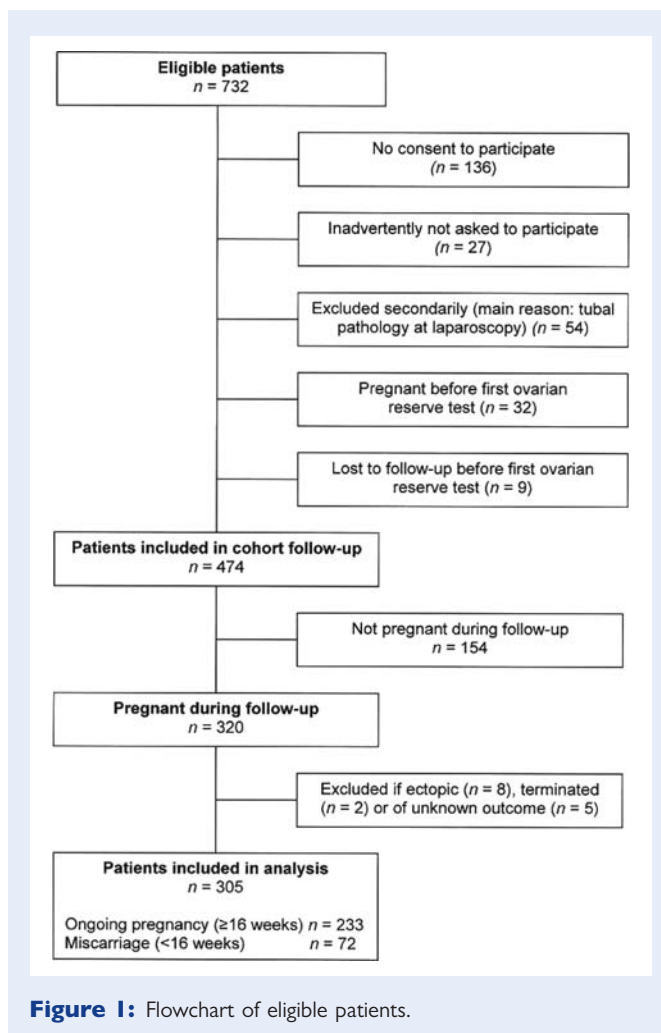 Eligible patients
n = 732
No consent to participate
(n = 136)
Inadvertently not asked to participate
(n = 27)
Excluded secondarily (main reason: tubal
pathology at laparoscopy) (n = 54)
Pregnant before first ovarian
reserve test (n = 32)
Lost to follow-up before first ovarian
reserve test (n = 9)
Patients included in cohort follow-up
n = 474
Not pregnant during follow-up
n = 154
Pregnant during follow-up
n = 320
Excluded if ectopic (n = 8), terminated
(n = 2) or of unknown outcome (n = 5)
Patients included in analysis
n = 305
Ongoing pregnancy (≥16 weeks) n = 233
Miscarriage (<16 weeks) n = 72
Figure 1: Flowchart of eligible patients.